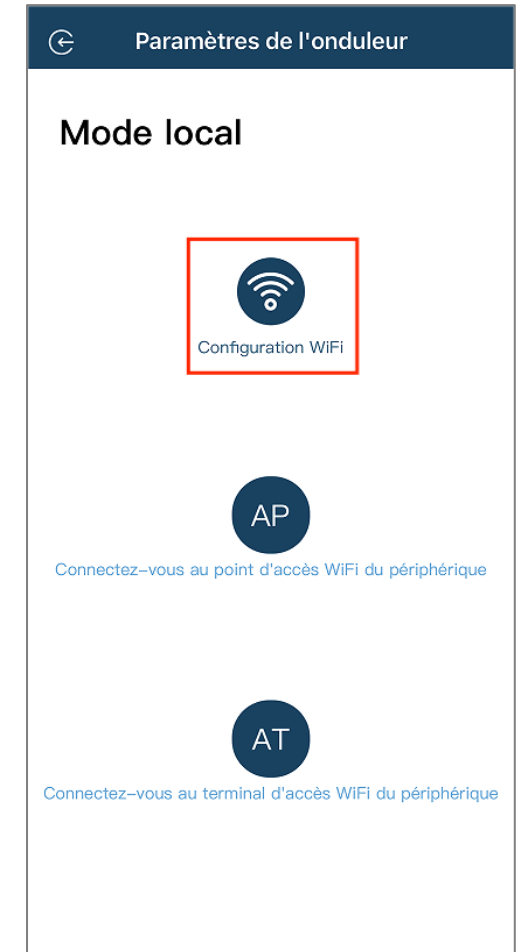 Paramètres de l'onduleur
Mode local
Configuration WiFi
AP
Connectez-vous au point d'accès WiFi du périphérique
AT
Connectez-vous au terminal d'accès WiFi du périphérique